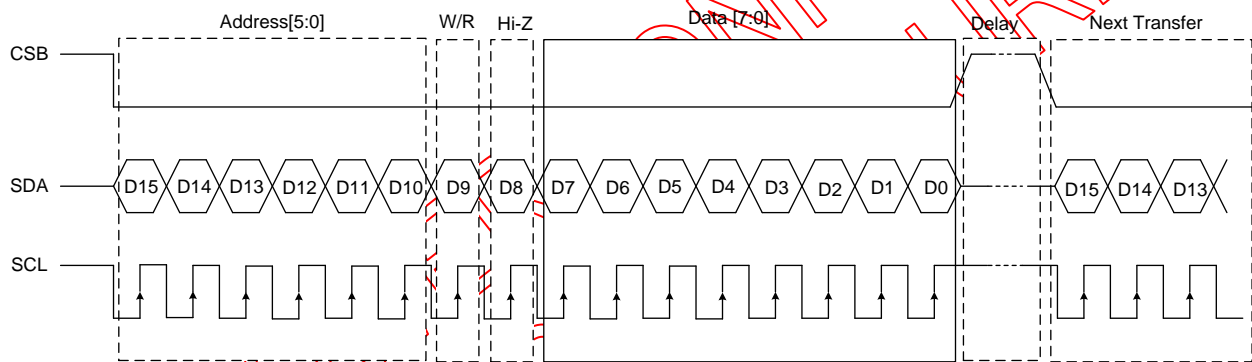 Address[5:0] W/R Hi-Z Data [7:0] Delay Next Transfer
CSB
SDA D15 D14 D13 D12 D11 D10 D9 D8 D7 D6 D5 D4 D3 D2 D1 D0 D15 D14 D13
SCL